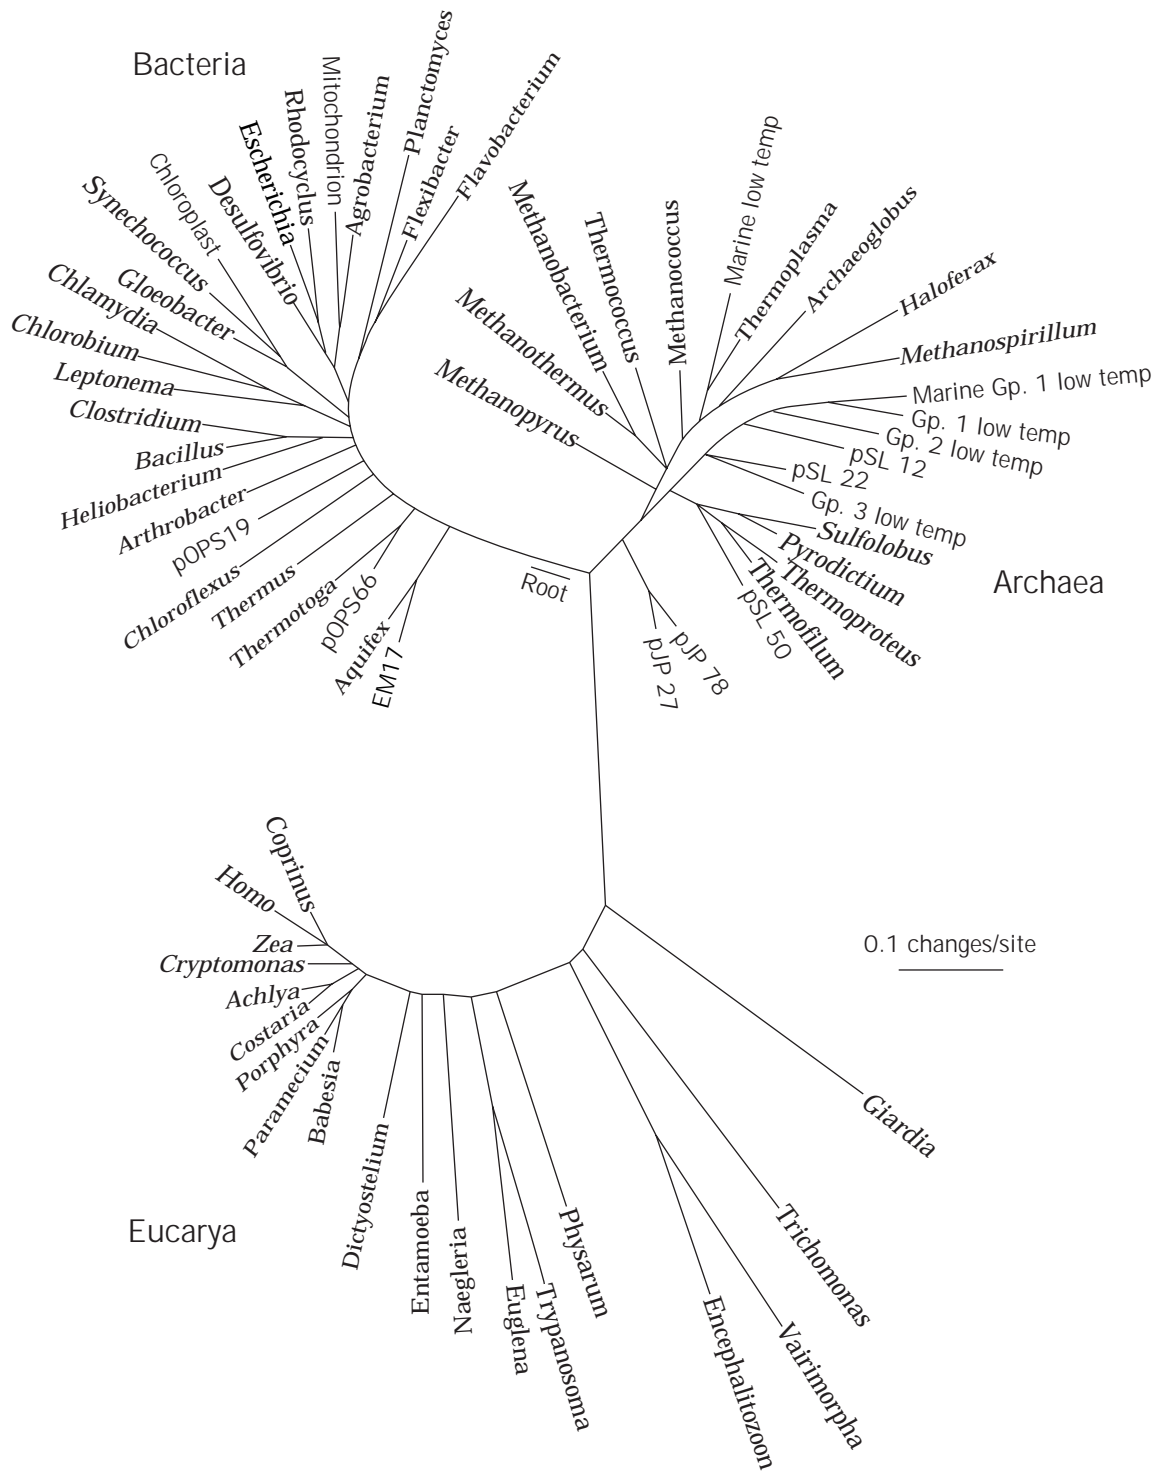 Bacteria
Planctomyces
Flavobacterium
Flexibacter
Agrobacterium
Mitochondrion
Rhodocyclus
Escherichia
Desulfovibrio
Chloroplast
Synechococcus
Gloeobacter
Chlamydia
Chlorobium
Leptonema
Clostridium
Bacillus
Heliobacterium
Arthrobacter
pOPS19
Chloroflexus
Thermus
Thermotoga
pOPS66
Aquifex
EM17
Root
Methanopyrus
Methanothermus
Methanobacterium
Thermococcus
Methanococcus
Marine low temp
Thermoplasma
Archaeoglobus
Haloferax
Methanospirillum
Marine Gp. 1 low temp
Gp. 1 low temp
Gp. 2 low temp
pSL 12
pSL 22
Gp. 3 low temp
Sulfolobus
Pyrodictium
Thermoproteus
Thermofilum
pSL 50
pJP 78
pJP 27
Archaea
Coprinus
Homo
Zea
Cryptomonas
Achlya
Costaria
Porphyra
Paramecium
Babesia
Dictyostelium
Entamoeba
Naegleria
Euglena
Trypanosoma
Physarum
Encephalitozoon
Vairimorpha
Trichomonas
Giardia
0.1 changes/site
Eucarya